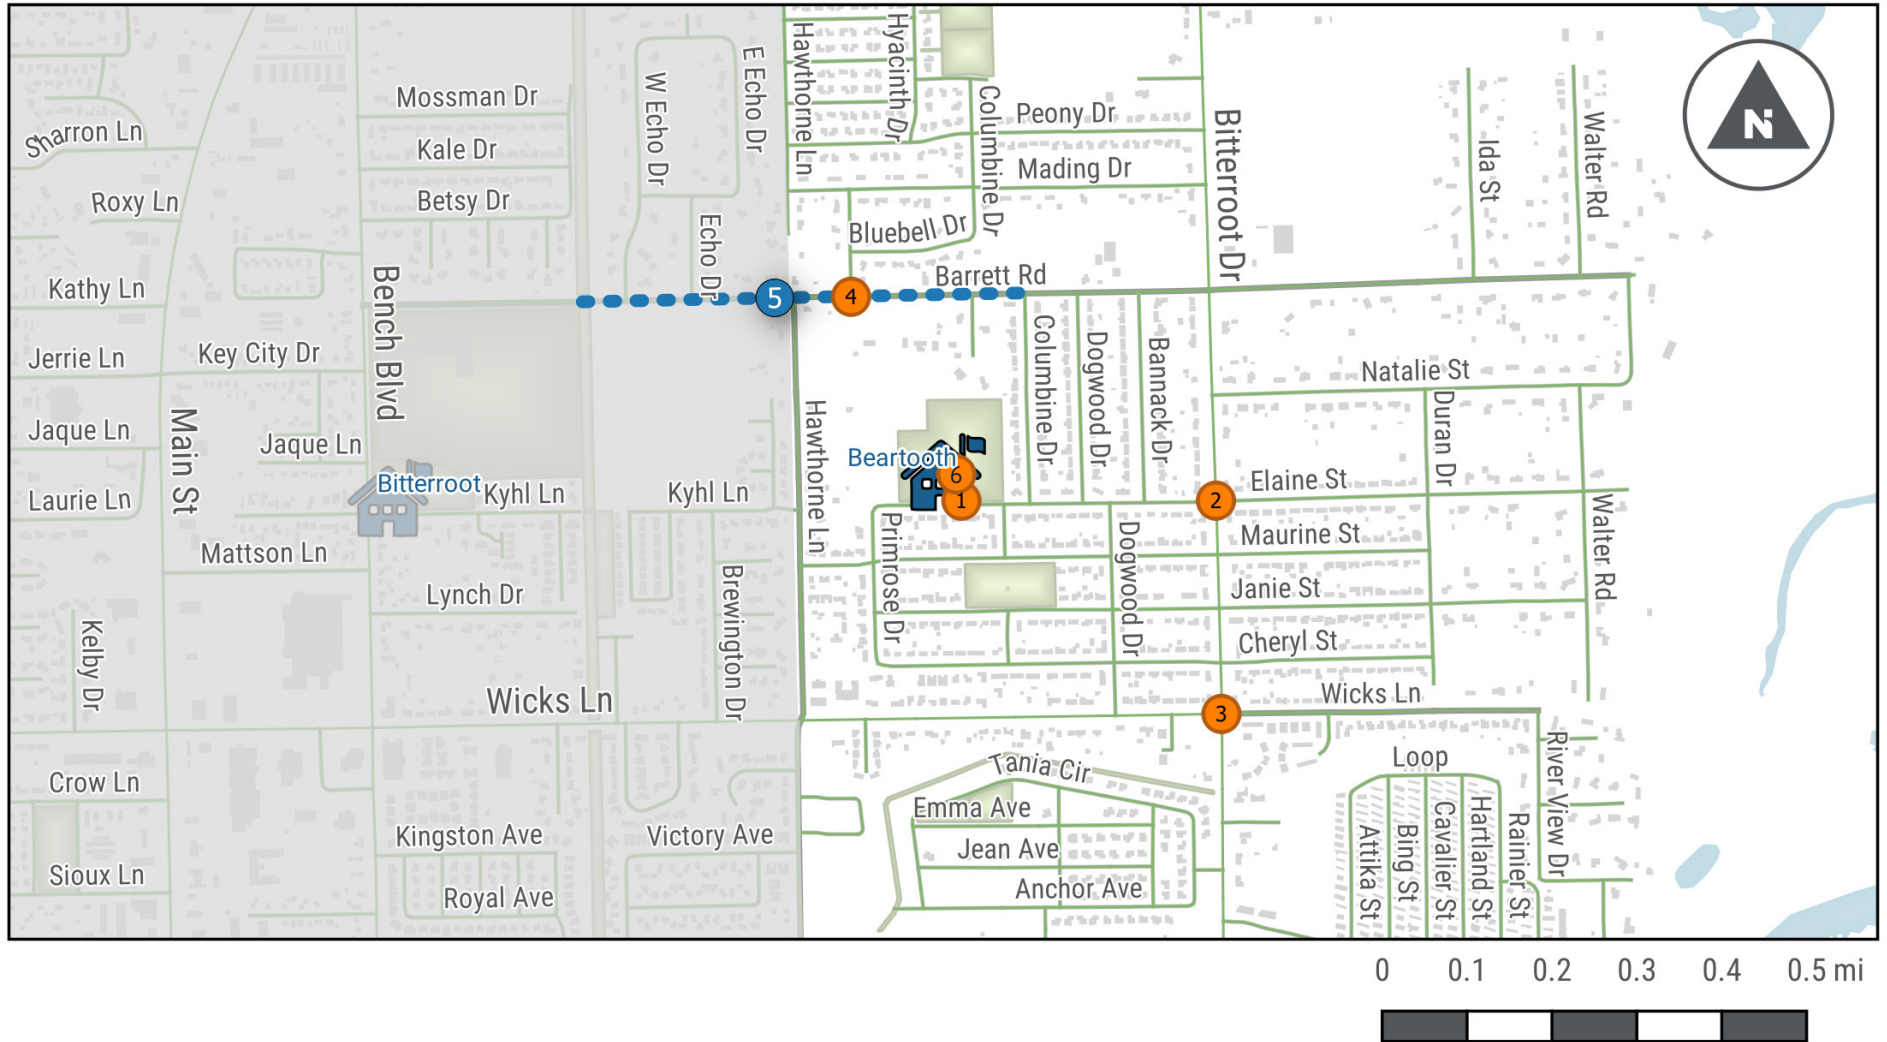 Mossman Dr
Sharron Ln
Kale Dr
Roxy Ln
Betsy Dr
W Echo Dr
E Echo Dr
Echo Dr
Hawthorne Ln
Hyacinth Dr
Columbine Dr
Peony Dr
Mading Dr
Bluebell Dr
Bitterroot Dr
Ida St
Walter Rd
N
Kathy Ln
Bench Blvd
Barrett Rd
5
4
Jerrie Ln
Key City Dr
Main St
Jaque Ln
Jaque Ln
Laurie Ln
Bitterroot
Kyhl Ln
Kyhl Ln
Hawthorne Ln
Beartooth
6
1
Columbine Dr
Dogwood Dr
Bannack Dr
Natalie St
Duran Dr
Elaine St
2
Maurine St
Walter Rd
Mattson Ln
Lynch Dr
Brewington Dr
Primrose Dr
Dogwood Dr
Janie St
Cheryl St
Kelby Dr
Wicks Ln
Wicks Ln
3
Crow Ln
Tania Cir
Loop
River View Dr
Emma Ave
Kingston Ave
Victory Ave
Jean Ave
Sioux Ln
Royal Ave
Anchor Ave
Attika St
Bing St
Cavalier St
Hartland St
Rainier St
0 0.1 0.2 0.3 0.4 0.5 mi